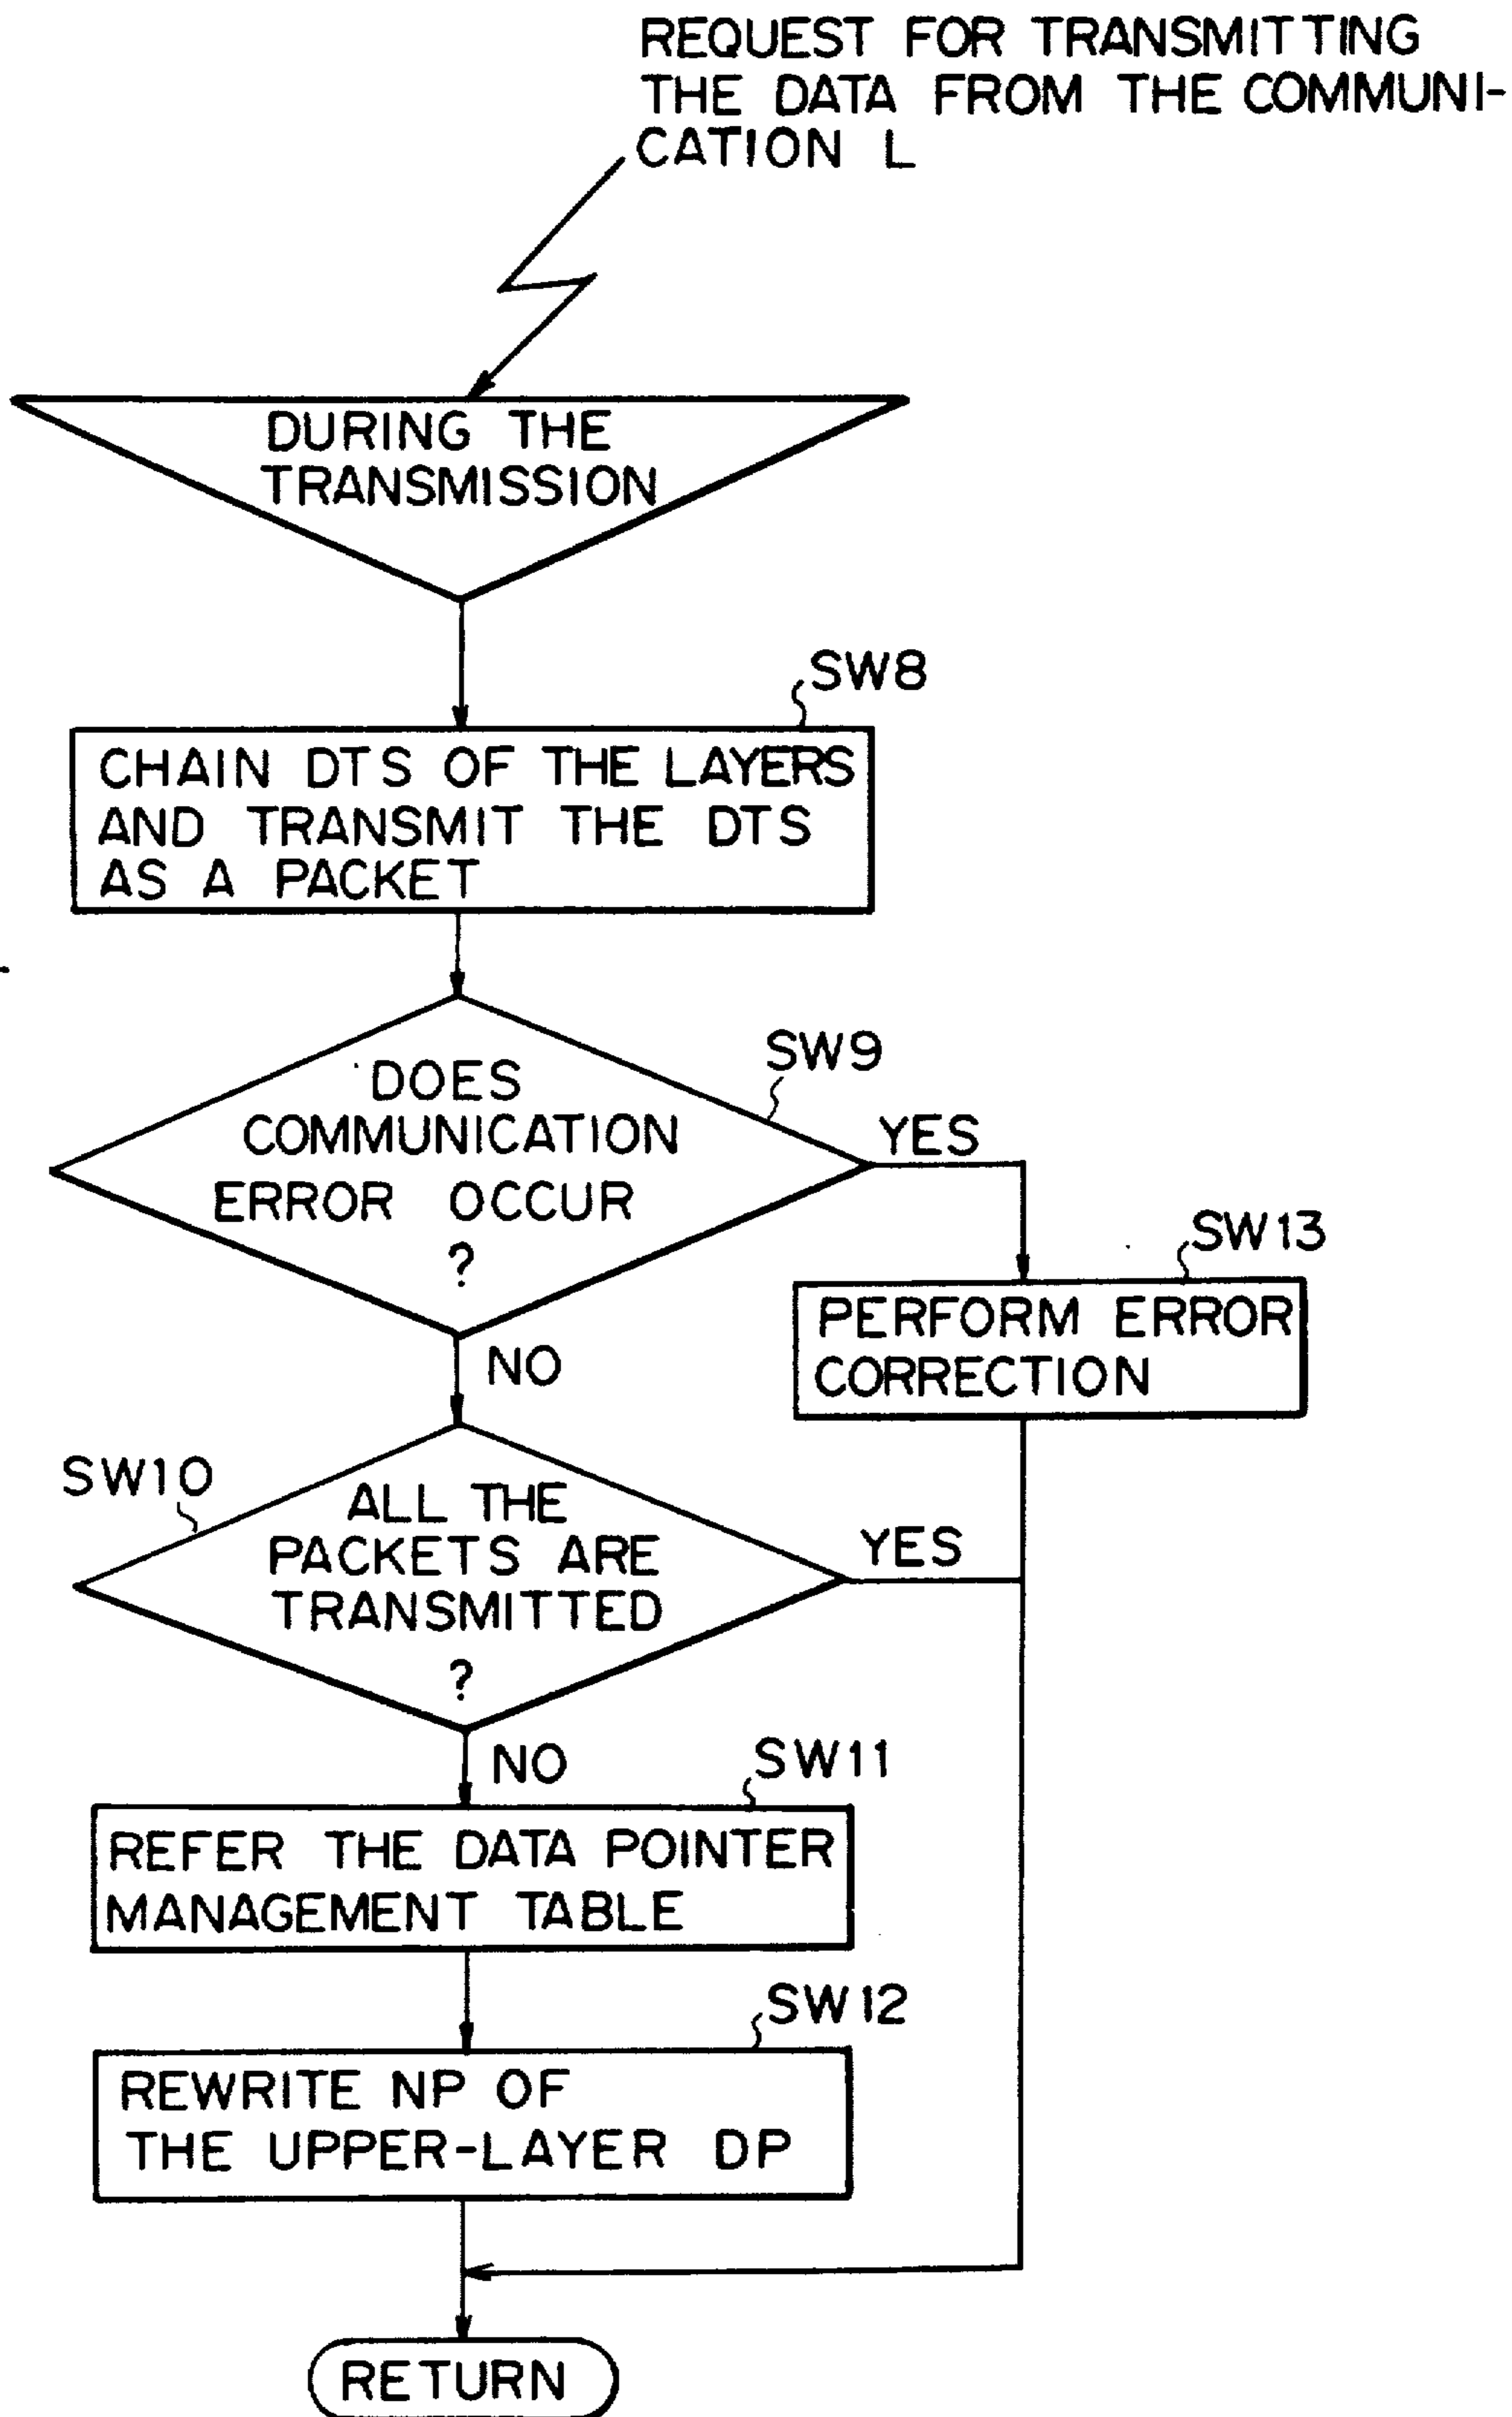 REQUEST FOR TRANSMITTING
THE DATA FROM THE COMMUNI-
CATION L
DURING THE
TRANSMISSION
SW8
CHAIN DTS OF THE LAYERS
AND TRANSMIT THE DTS
AS A PACKET
SW9
DOES
COMMUNICATION
ERROR OCCUR
?
YES
SW13
PERFORM ERROR
CORRECTION
NO
SW10
ALL THE
PACKETS ARE
TRANSMITTED
?
YES
NO
SW11
REFER THE DATA POINTER
MANAGEMENT TABLE
SW12
REWRITE NP OF
THE UPPER-LAYER DP
RETURN